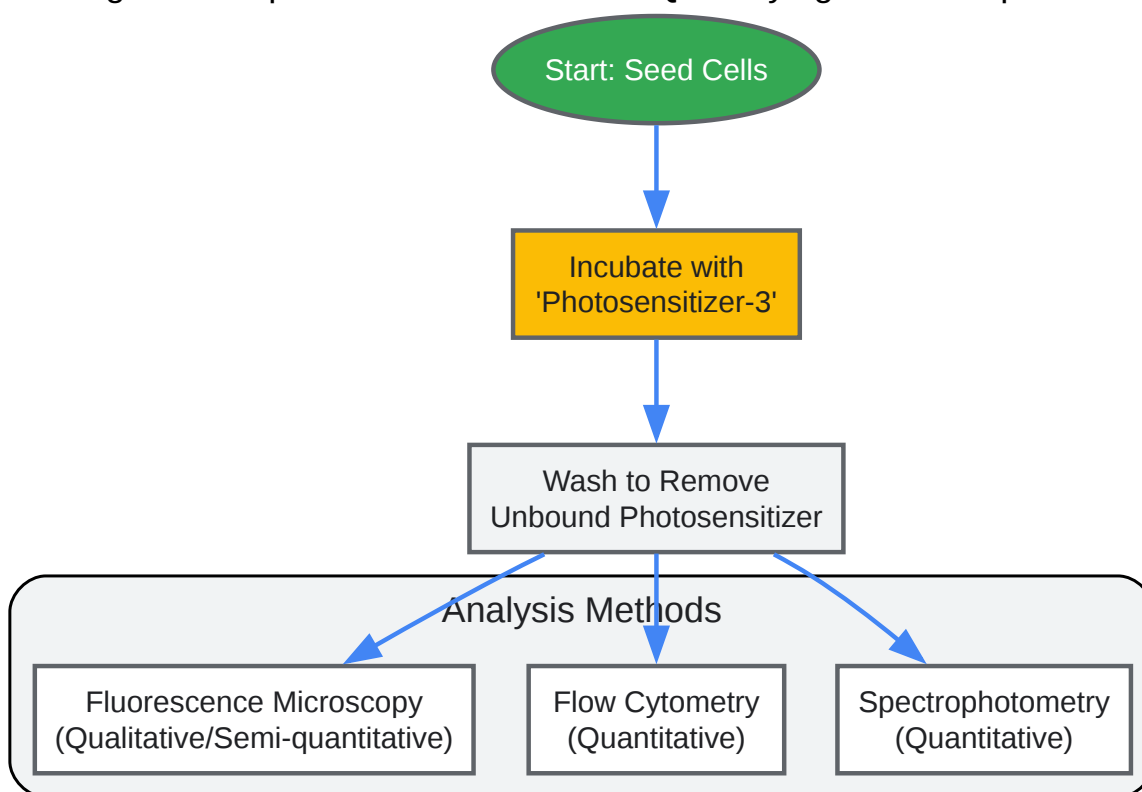 Start: Seed Cells
Incubate with
'Photosensitizer-3'
Wash to Remove
Unbound Photosensitizer
Analysis Methods
Fluorescence Microscopy
(Qualitative/Semi-quantitative)
Flow Cytometry
(Quantitative)
Spectrophotometry
(Quantitative)